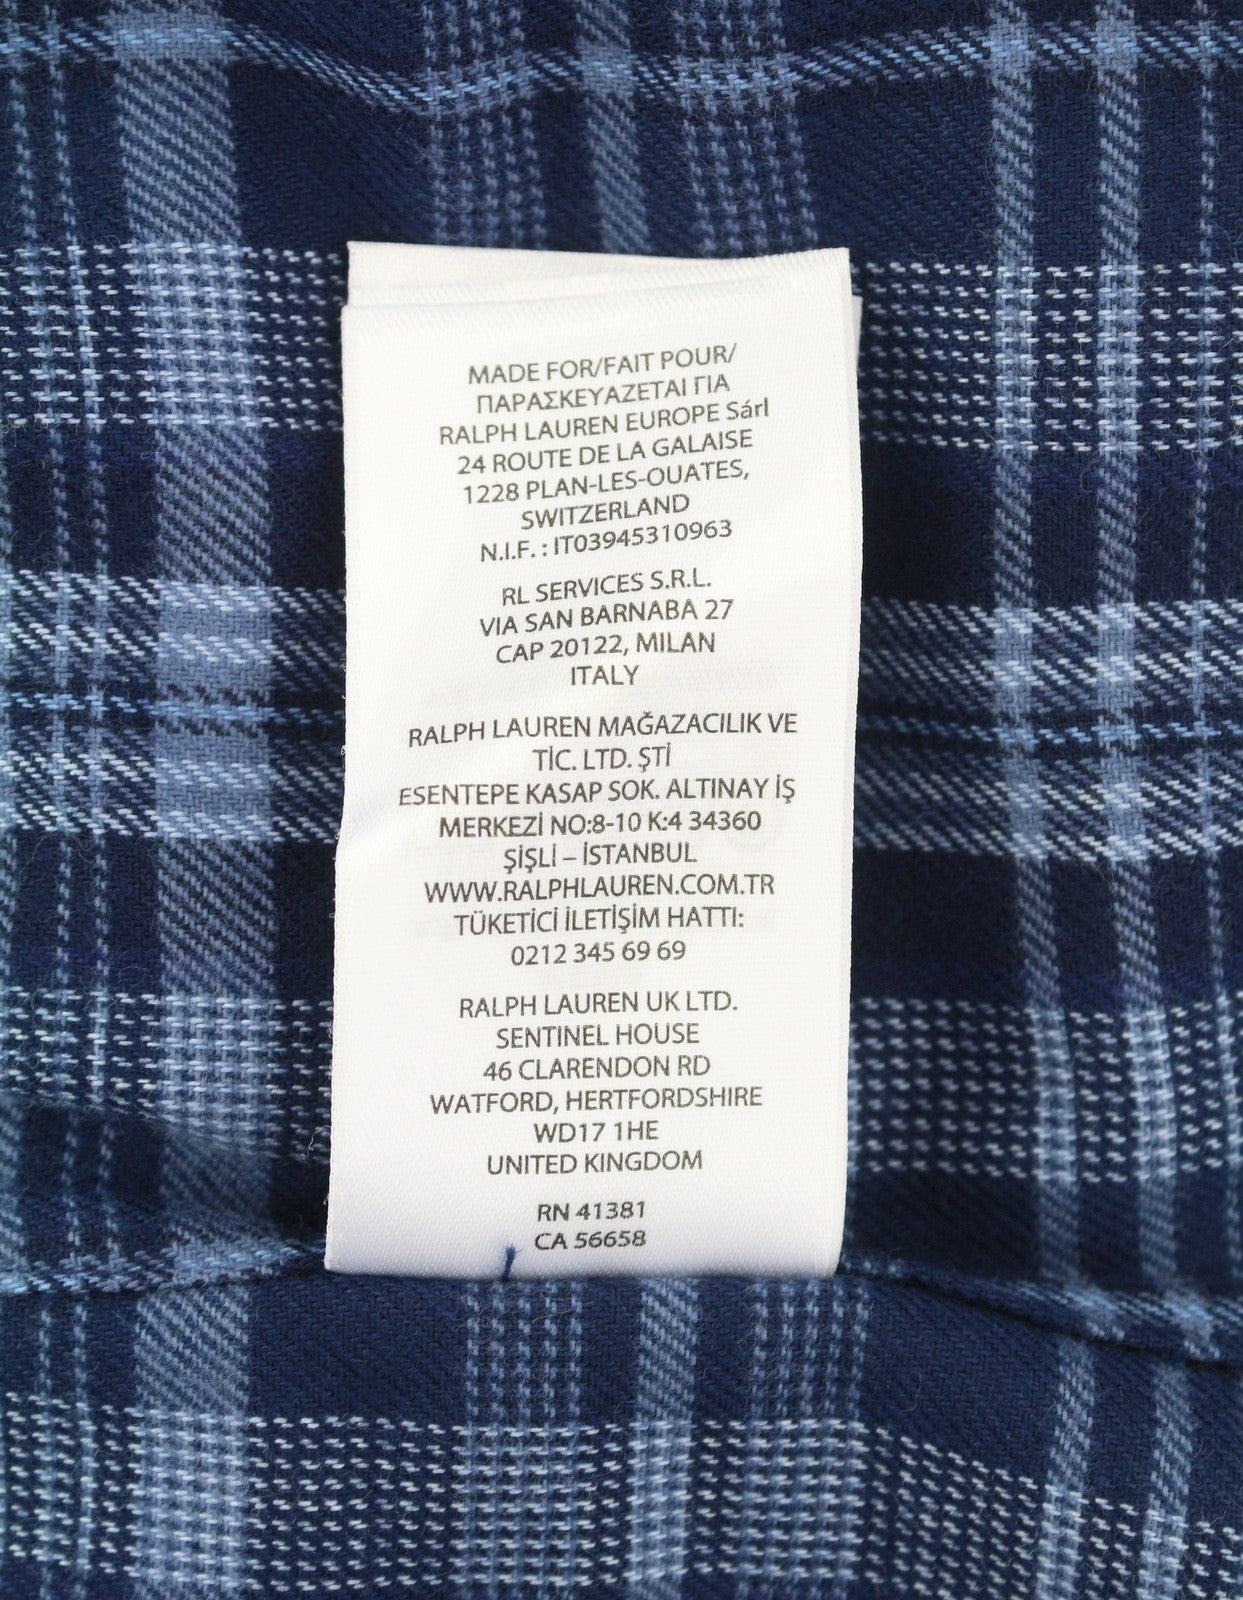 MADE FOR/FAIT POUR/
ΠΑΡΑΣΚΕΥΑΖΕΤΑΙ ΓΙΑ
RALPH LAUREN EUROPE Sárl
24 ROUTE DE LA GALAISE
1228 PLAN-LES-OUATES,
SWITZERLAND
N.I.F. : IT03945310963
RL SERVICES S.R.L.
VIA SAN BARNABA 27
CAP 20122, MILAN
ITALY
RALPH LAUREN MAĞAZACILIK VE
TİC. LTD. ŞTİ
ESENTEPE KASAP SOK. ALTINAY İŞ
MERKEZİ NO:8-10 K:4 34360
ŞİŞLİ – İSTANBUL
WWW.RALPHLAUREN.COM.TR
TÜKETİCİ İLETİŞİM HATTI:
0212 345 69 69
RALPH LAUREN UK LTD.
SENTINEL HOUSE
46 CLARENDON RD
WATFORD, HERTFORDSHIRE
WD17 1HE
UNITED KINGDOM
RN 41381
CA 56658